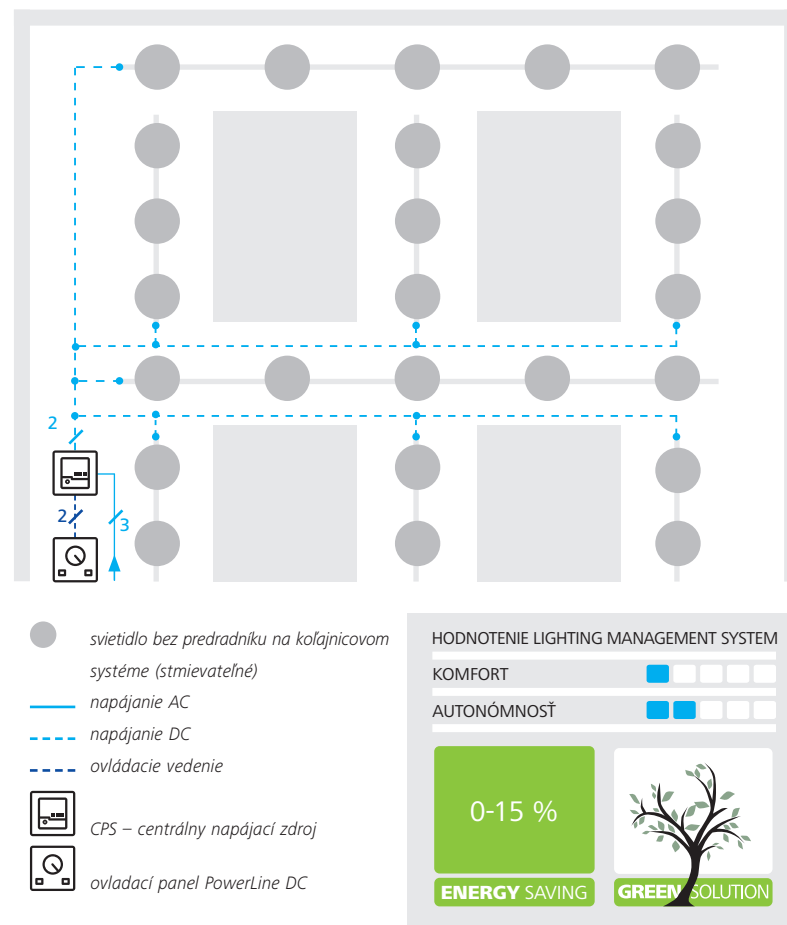 2
2
3
svietidlo bez predradníku na koľajnicovom
systéme (stmievateľné)
napájanie AC
napájanie DC
ovládacie vedenie
CPS – centrálny napájací zdroj
ovladací panel PowerLine DC
HODNOTENIE LIGHTING MANAGEMENT SYSTEM
KOMFORT
AUTONÓMNOSŤ
0-15 %
ENERGY SAVING
GREEN SOLUTION